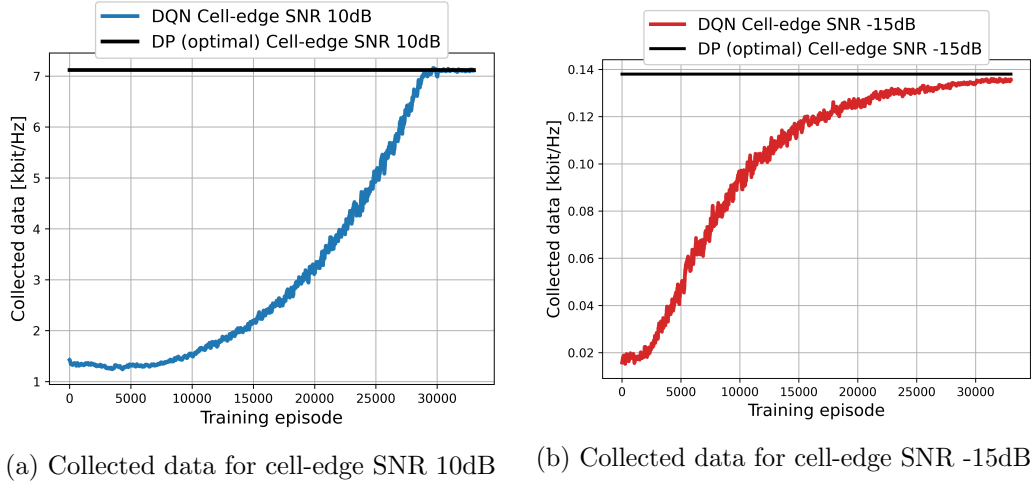 DQN Cell-edge SNR 10dB
DP (optimal) Cell-edge SNR 10dB
7
6
5
4
3
2
1
Collected data [kbit/Hz]
0
5000
10000
15000
20000
25000
30000
Training episode
(a) Collected data for cell-edge SNR 10dB
DQN Cell-edge SNR -15dB
DP (optimal) Cell-edge SNR -15dB
0.14
0.12
0.10
0.08
0.06
0.04
0.02
Collected data [kbit/Hz]
0
5000
10000
15000
20000
25000
30000
Training episode
(b) Collected data for cell-edge SNR -15dB